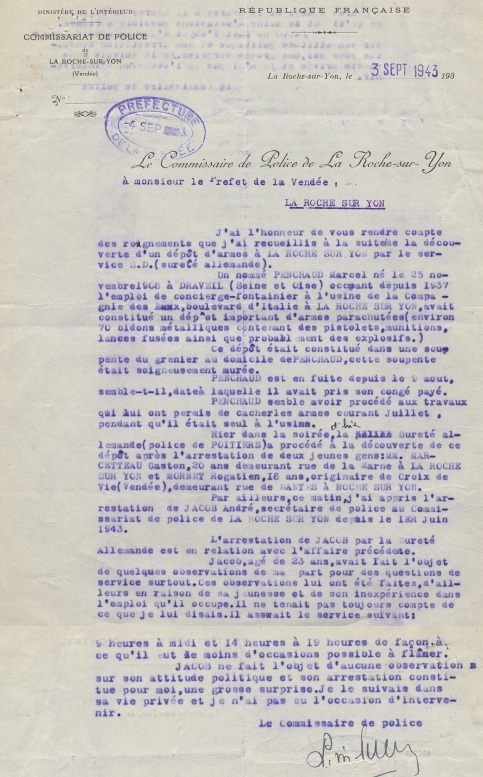 MINISTÈRE DE L'INTÉRIEUR
RÉPUBLIQUE FRANÇAISE
COMMISSARIAT DE POLICE
de
LA ROCHE-SUR-YON
(Vendée)
La Roche-sur-Yon, le 3 SEPT 1943 193
N°
PREFECTURE
4 SEP
DE LA VENDÉE
Le Commissaire de Police de La Roche-sur-Yon
à monsieur le Prefet de la Vendée ;
LA ROCHE SUR YON
J'ai l'honneur de vous rendre compte
des que j'ai recueillis à la suite de la décou-
verte d'un dépôt d'armes à LA ROCHE SUR YON par le ser-
vice S.D.(sureté allemande).
Un nommé PENCHAUD Marcel né le 25 no-
vembre1908 à DRAVEIL (Seine et Oise) occupant depuis 1937
l'emploi de concierge-fontainier à l'usine de la Compa
gnie des Eaux,boulevard d'Italie à LA ROCHE SUR YON,avait
constitué un dépôt important d'armes parachutées(environ
70 bidons métalliques contenant des pistolets,munitions,
lances fusées ainsi que probablement des explosifs.)
Ce dépôt était constitué dans une sou
pente du grenier au domicile dePENCHAUD,cette soupente
était soigneusement murée.
PENCHAUD est en fuite depuis le 9 aout,
semble-t-il,dateà laquelle il avait pris son congé payé.
PENCHAUD semble avoir procédé aux travaux
qui lui ont permis de cacherles armes courant Juillet ,
pendant qu'il était seul à l'usine.
Hier dans la soirée,la Sureté al-
lemande(police de POITIERS)a procédé à la découverte de ce
dépôt après l'arrestation de deux jeunes gens:MM. MAR-
CETTEAU Gaston,20 ans demeurant rue de la Marne à LA ROCHE
SUR YON et MORNET Rogatien,18 ans,originaire de Croix de
Vie(Vendée),demeurant rue de NANTES à ROCHE SUR YON.
Par ailleurs,ce matin,j'ai appris l'ar-
restation de JACOB André,secrétaire de police au Commi-
ssariat de police de LA ROCHE SUR YON depuis le 1ER Juin
1943.
L'arrestation de JACOB par la Sureté
Allemande est en relation avec l'affaire précédente.
Jacob,agé de 23 ans,avait fait l'objet
de quelques observations de ma part pour des questions de
service surtout.Ces observations lui ont été faites,d'ail-
leurs en raison de sa jeunesse et de son inexpérience dans
l'emploi qu'il occupe.il ne tenait pas toujours compte de
ce que je lui disais.Il assurait le service suivant:
9 heures à midi et 14 heures à 19 heures de façon à
ce qu'il eut de moins d'occasions possible à flâner.
JACOB ne fait l'objet d'aucune observation
sur son attitude politique et son arrestation consti-
tue pour moi,une grosse surprise.Je le suivais dans
sa vie privée et je n'ai pas eu l'occasion d'interve-
nir.
Le Commissaire de police